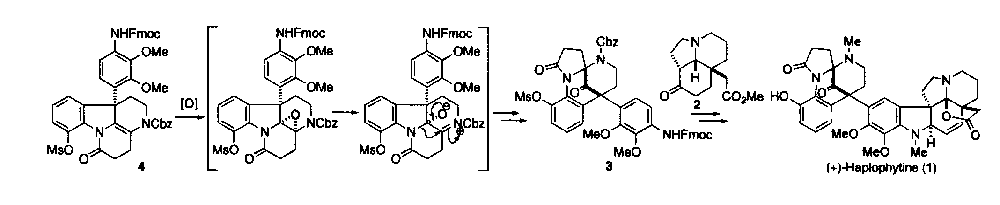 NHFmoc
OMe
OMe
[O]
N
NCbz
MsO
O
4
NHFmoc
OMe
OMe
O
N
NCbz
MsO
O
NHFmoc
OMe
OMe
O⊖
N
NCbz
⊕
MsO
O
Cbz
N
O
N
O
MsO
MeO
MeO
NHFmoc
3
N
H
O
CO2Me
2
Me
N
O
N
O
HO
MeO
MeO
N
Me
H
N
O
O
(+)-Haplophytine (1)